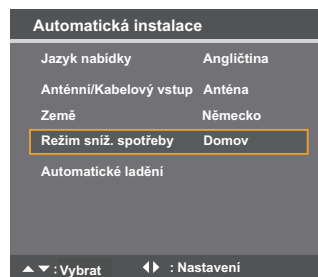 Automatická instalace
Jazyk nabídky Angličtina
Anténní/Kabelový vstup Anténa
Země Německo
Režim sníž. spotřeby Domov
Automatické ladění
▲▼: Vybrat ◀▶ : Nastavení